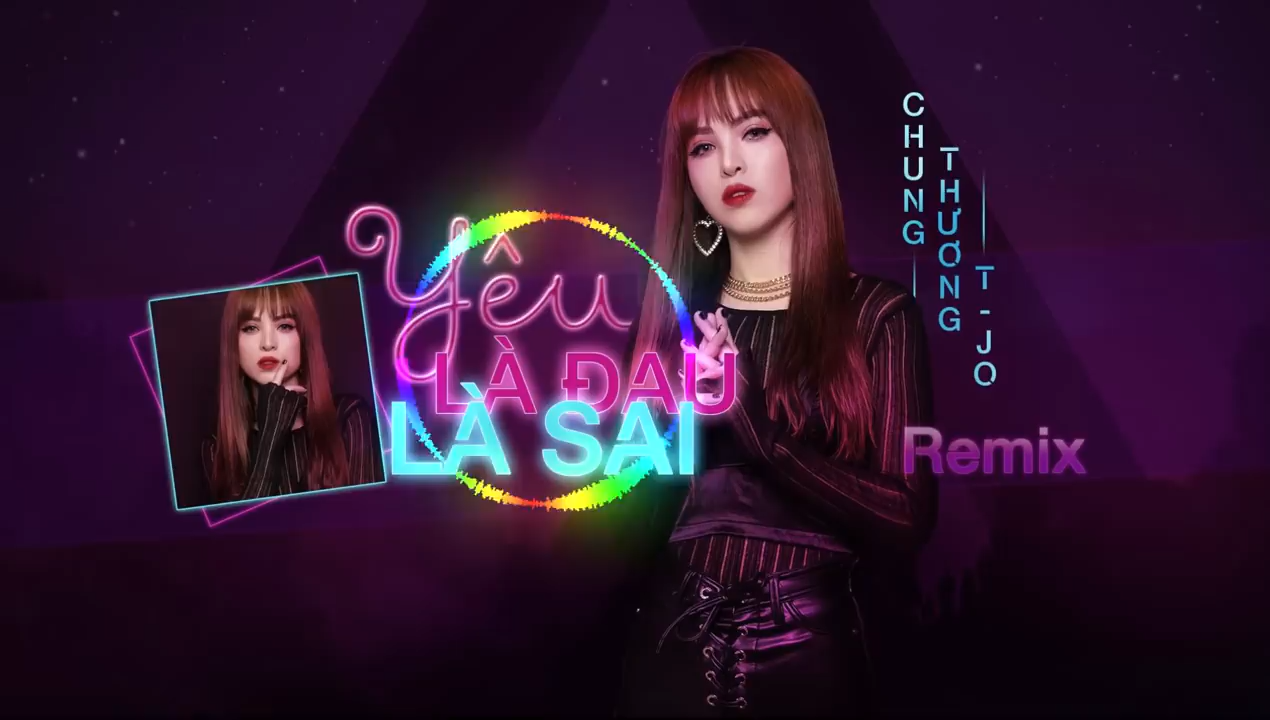 Yêu
LÀ ĐAU
LÀ SAI
CHUNG
THƯƠNG
T-JO
Remix